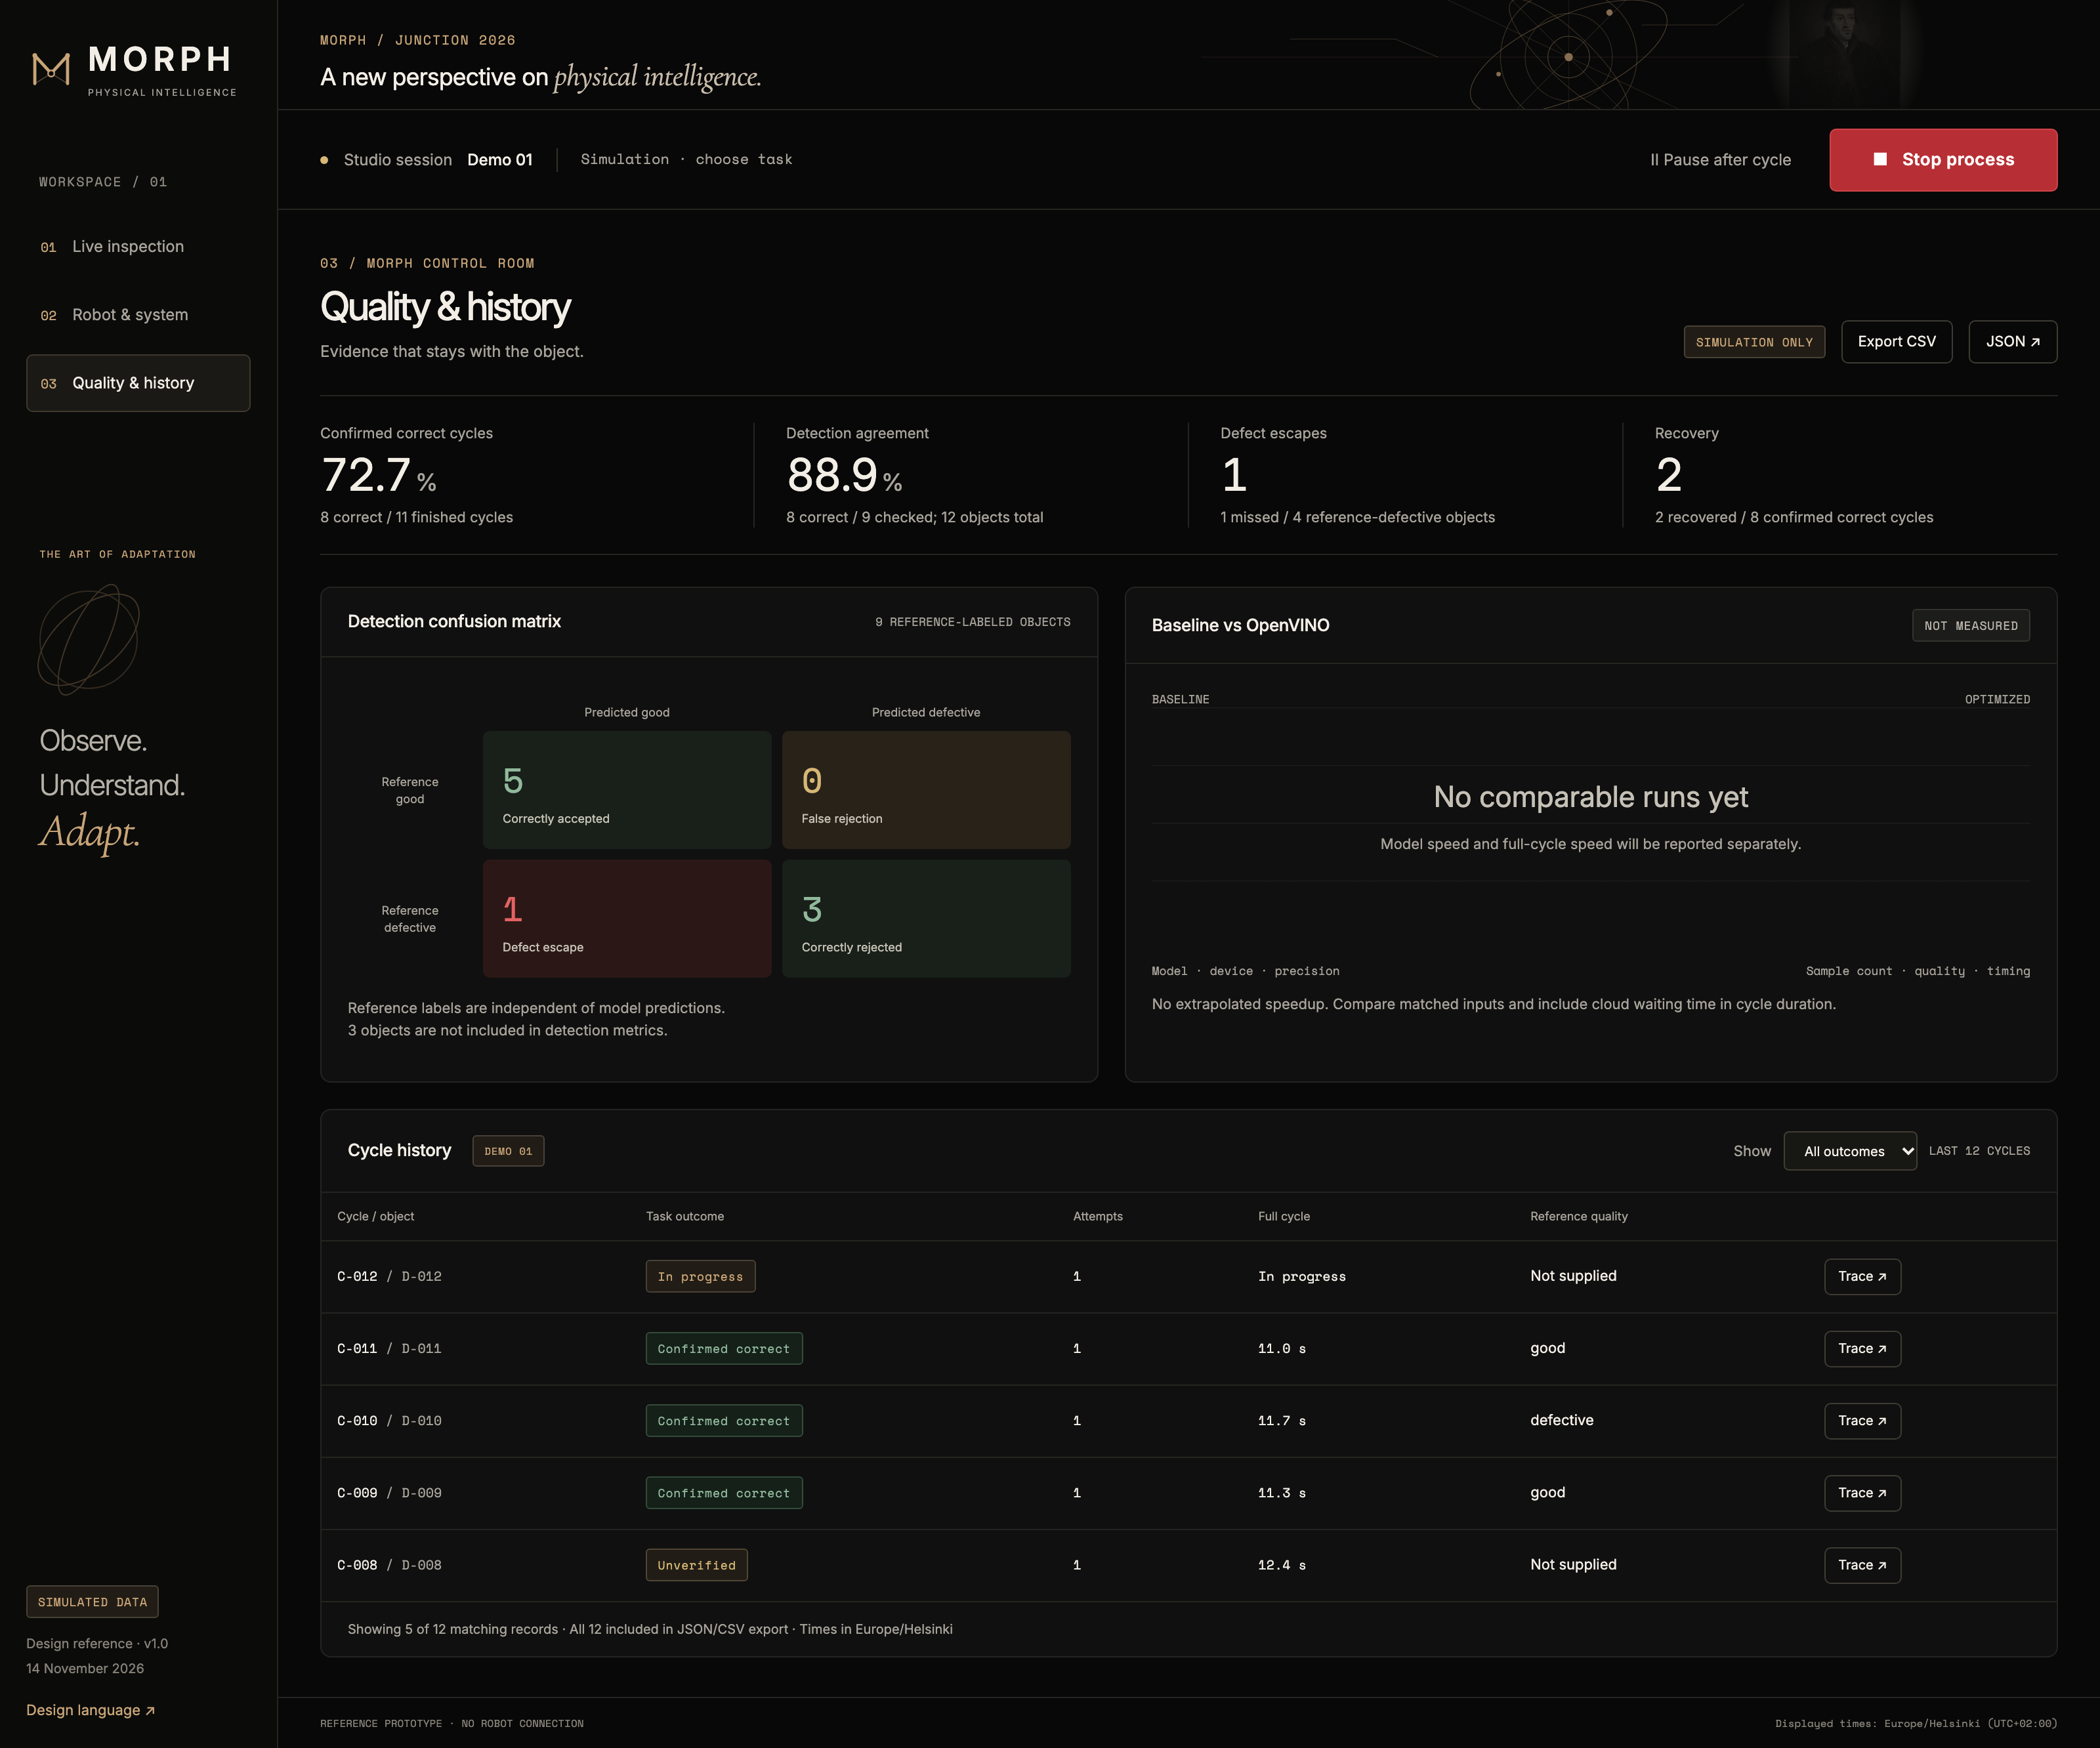 MORPH
PHYSICAL INTELLIGENCE
WORKSPACE / 01
01 Live inspection
02 Robot & system
03 Quality & history
THE ART OF ADAPTATION
Observe.
Understand.
Adapt.
SIMULATED DATA
Design reference · v1.0
14 November 2026
Design language ↗
MORPH / JUNCTION 2026
A new perspective on physical intelligence.
Studio session Demo 01 Simulation · choose task
II Pause after cycle
Stop process
03 / MORPH CONTROL ROOM
Quality & history
Evidence that stays with the object.
SIMULATION ONLY
Export CSV
JSON ↗
Confirmed correct cycles
72.7 %
8 correct / 11 finished cycles
Detection agreement
88.9 %
8 correct / 9 checked; 12 objects total
Defect escapes
1
1 missed / 4 reference-defective objects
Recovery
2
2 recovered / 8 confirmed correct cycles
Detection confusion matrix
9 REFERENCE-LABELED OBJECTS
Predicted good Predicted defective
Reference
good
5
Correctly accepted
0
False rejection
Reference
defective
1
Defect escape
3
Correctly rejected
Reference labels are independent of model predictions.
3 objects are not included in detection metrics.
Baseline vs OpenVINO
NOT MEASURED
BASELINE OPTIMIZED
No comparable runs yet
Model speed and full-cycle speed will be reported separately.
Model · device · precision Sample count · quality · timing
No extrapolated speedup. Compare matched inputs and include cloud waiting time in cycle duration.
Cycle history DEMO 01
Show All outcomes LAST 12 CYCLES
Cycle / object Task outcome Attempts Full cycle Reference quality
C-012 / D-012 In progress 1 In progress Not supplied Trace ↗
C-011 / D-011 Confirmed correct 1 11.0 s good Trace ↗
C-010 / D-010 Confirmed correct 1 11.7 s defective Trace ↗
C-009 / D-009 Confirmed correct 1 11.3 s good Trace ↗
C-008 / D-008 Unverified 1 12.4 s Not supplied Trace ↗
Showing 5 of 12 matching records · All 12 included in JSON/CSV export · Times in Europe/Helsinki
REFERENCE PROTOTYPE · NO ROBOT CONNECTION
Displayed times: Europe/Helsinki (UTC+02:00)